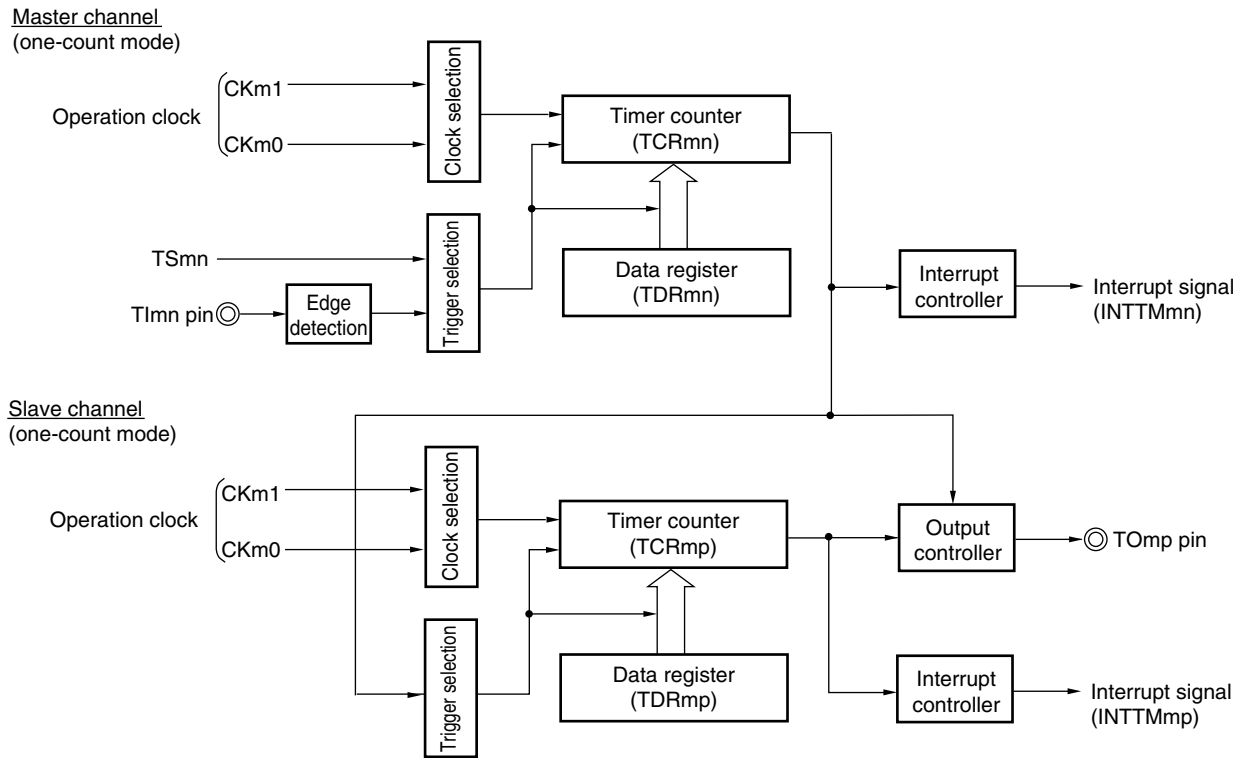 Master channel
(one-count mode)
Operation clock
CKm1
CKm0
Clock selection
Timer counter
(TCRmn)
TSmn
TImn pin
Edge
detection
Trigger selection
Data register
(TDRmn)
Interrupt
controller
Interrupt signal
(INTTMmn)
Slave channel
(one-count mode)
Operation clock
CKm1
CKm0
Clock selection
Timer counter
(TCRmp)
Output
controller
TOmp pin
Trigger selection
Data register
(TDRmp)
Interrupt
controller
Interrupt signal
(INTTMmp)